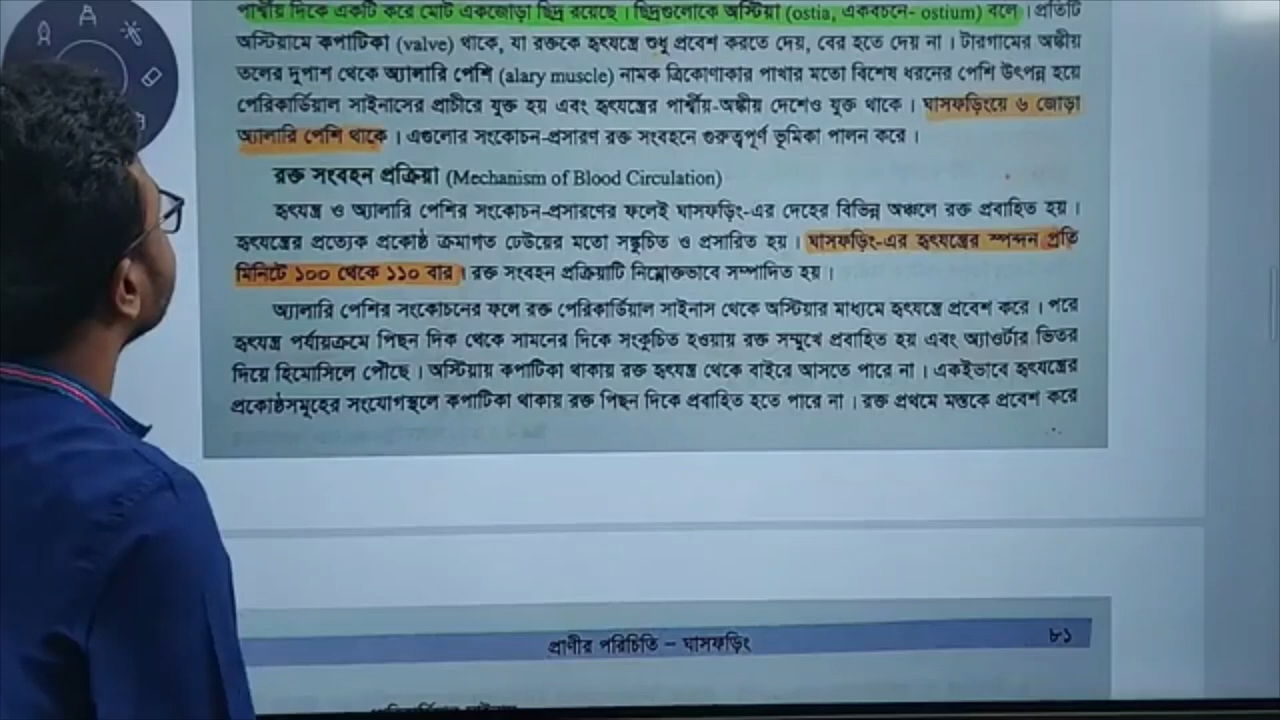 পার্শ্বীয় দিকে একটি করে মোট একজোড়া ছিদ্র রয়েছে। ছিদ্রগুলোকে অস্টিয়া (ostia, একবচনে- ostium) বলে। প্রতিটি
অস্টিয়ামে কপাটিকা (valve) থাকে, যা রক্তকে হৃৎযন্ত্রে শুধু প্রবেশ করতে দেয়, বের হতে দেয় না। টারগামের অঙ্কীয়
তলের দুপাশ থেকে অ্যালারি পেশি (alary muscle) নামক ত্রিকোণাকার পাখার মতো বিশেষ ধরনের পেশি উৎপন্ন হয়ে
পেরিকার্ডিয়াল সাইনাসের প্রাচীরে যুক্ত হয় এবং হৃৎযন্ত্রের পার্শ্বীয়-অঙ্কীয় দেশেও যুক্ত থাকে। ঘাসফড়িংয়ে ৬ জোড়া
অ্যালারি পেশি থাকে। এগুলোর সংকোচন-প্রসারণ রক্ত সংবহনে গুরুত্বপূর্ণ ভূমিকা পালন করে।
রক্ত সংবহন প্রক্রিয়া (Mechanism of Blood Circulation)
হৃৎযন্ত্র ও অ্যালারি পেশির সংকোচন-প্রসারণের ফলেই ঘাসফড়িং-এর দেহের বিভিন্ন অঞ্চলে রক্ত প্রবাহিত হয়।
হৃৎযন্ত্রের প্রত্যেক প্রকোষ্ঠ ক্রমাগত ঢেউয়ের মতো সঙ্কুচিত ও প্রসারিত হয়। ঘাসফড়িং-এর হৃৎযন্ত্রের স্পন্দন প্রতি
মিনিটে ১০০ থেকে ১১০ বার। রক্ত সংবহন প্রক্রিয়াটি নিম্নোক্তভাবে সম্পাদিত হয়।
অ্যালারি পেশির সংকোচনের ফলে রক্ত পেরিকার্ডিয়াল সাইনাস থেকে অস্টিয়ার মাধ্যমে হৃৎযন্ত্রে প্রবেশ করে। পরে
হৃৎযন্ত্র পর্যায়ক্রমে পিছন দিক থেকে সামনের দিকে সংকুচিত হওয়ায় রক্ত সম্মুখে প্রবাহিত হয় এবং অ্যাওর্টার ভিতর
দিয়ে হিমোসিলে পৌছে। অস্টিয়ায় কপাটিকা থাকায় রক্ত হৃৎযন্ত্র থেকে বাইরে আসতে পারে না। একইভাবে হৃৎযন্ত্রের
প্রকোষ্ঠসমূহের সংযোগস্থলে কপাটিকা থাকায় রক্ত পিছন দিকে প্রবাহিত হতে পারে না। রক্ত প্রথমে মস্তকে প্রবেশ করে
প্রাণীর পরিচিতি – ঘাসফড়িং ৮১